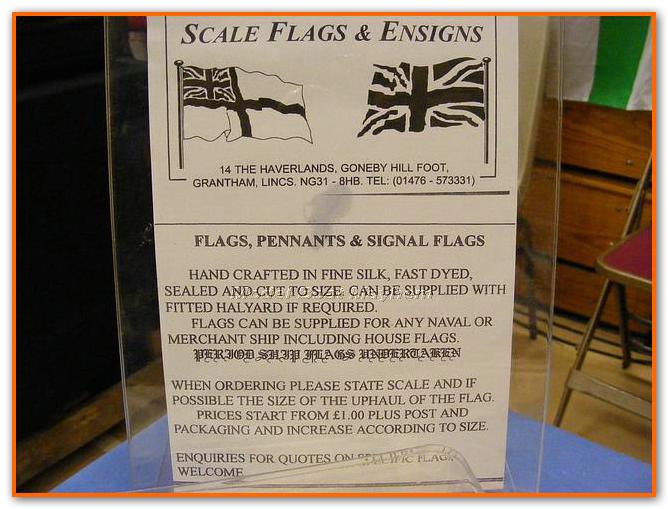 SCALE FLAGS & ENSIGNS
14 THE HAVERLANDS, GONEBY HILL FOOT,
GRANTHAM, LINCS. NG31 - 8HB. TEL: (01476 - 573331)
FLAGS, PENNANTS & SIGNAL FLAGS
HAND CRAFTED IN FINE SILK, FAST DYED,
SEALED AND CUT TO SIZE. CAN BE SUPPLIED WITH
FITTED HALYARD IF REQUIRED.
FLAGS CAN BE SUPPLIED FOR ANY NAVAL OR
MERCHANT SHIP INCLUDING HOUSE FLAGS.
PERIOD SHIP FLAGS UNDERTAKEN
WHEN ORDERING PLEASE STATE SCALE AND IF
POSSIBLE THE SIZE OF THE UPHAUL OF THE FLAG.
PRICES START FROM £1.00 PLUS POST AND
PACKAGING AND INCREASE ACCORDING TO SIZE.
ENQUIRIES FOR QUOTES ON SPECIFIC FLAGS
WELCOME